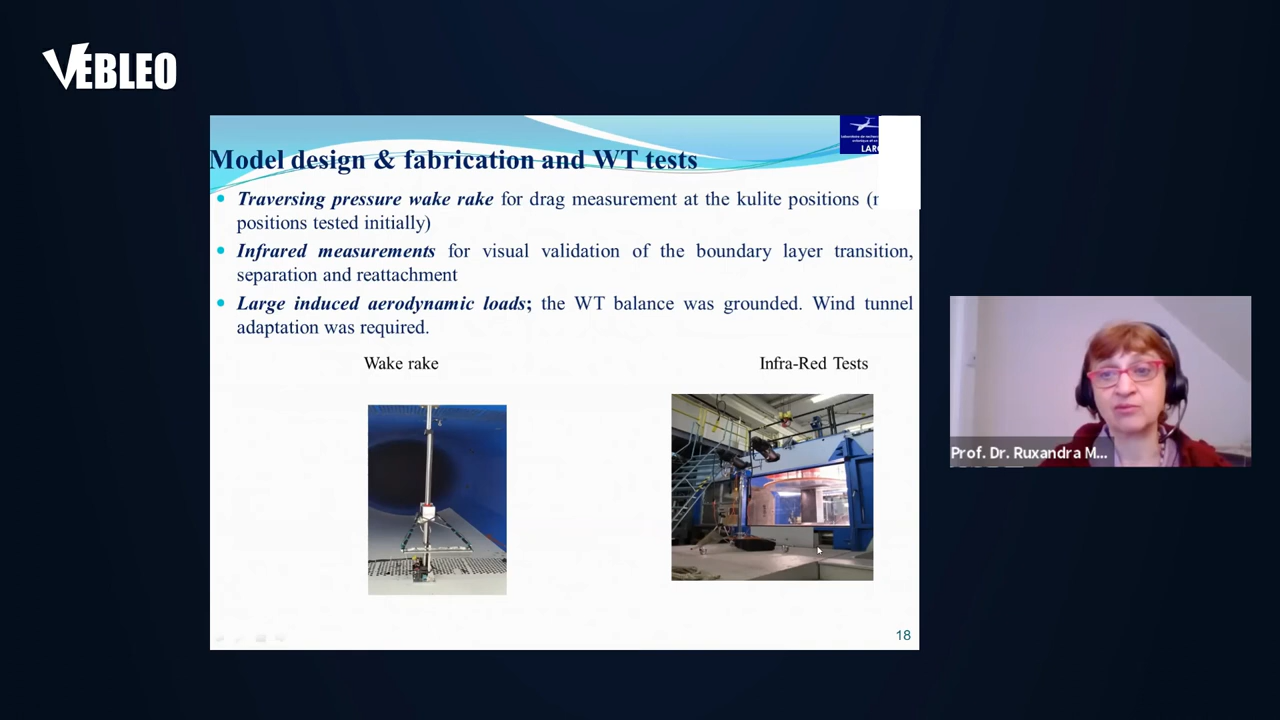 VEBLEO
Model design & fabrication and WT tests
LARC
Traversing pressure wake rake for drag measurement at the kulite positions
positions tested initially)
Infrared measurements for visual validation of the boundary layer transition,
separation and reattachment
Large induced aerodynamic loads; the WT balance was grounded. Wind tunnel
adaptation was required.
Wake rake
Infra-Red Tests
Prof. Dr. Ruxandra M...
18